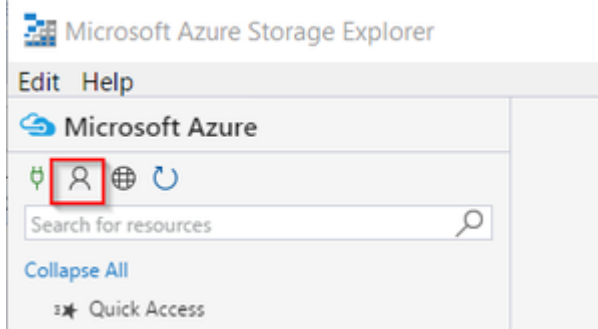 Microsoft Azure Storage Explorer
Edit Help
Microsoft Azure
Search for resources
Collapse All
Quick Access